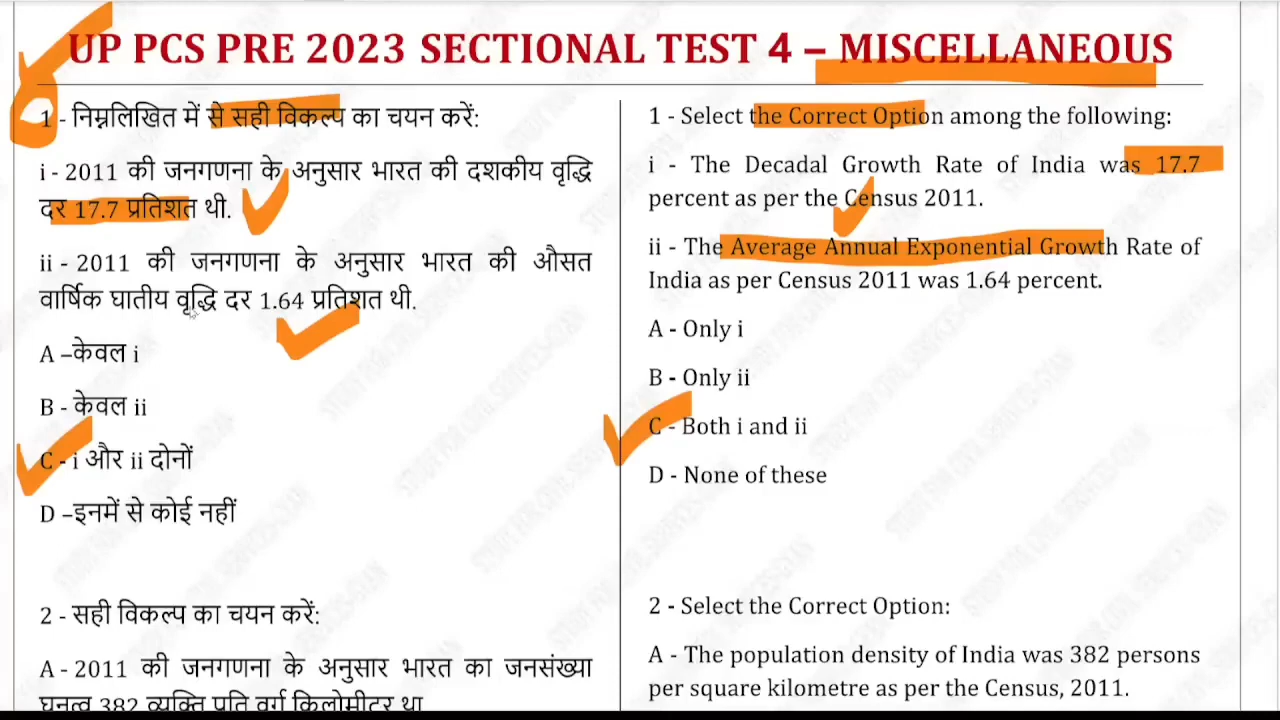 UP PCS PRE 2023 SECTIONAL TEST 4 – MISCELLANEOUS
1 - निम्नलिखित में से सही विकल्प का चयन करें:
i - 2011 की जनगणना के अनुसार भारत की दशकीय वृद्धि
दर 17.7 प्रतिशत थी.
ii - 2011 की जनगणना के अनुसार भारत की औसत
वार्षिक घातीय वृद्धि दर 1.64 प्रतिशत थी.
A –केवल i
B - केवल ii
C - i और ii दोनों
D –इनमें से कोई नहीं
2 - सही विकल्प का चयन करें:
A - 2011 की जनगणना के अनुसार भारत का जनसंख्या
घनत्व 382 व्यक्ति प्रति वर्ग किलोमीटर था
1 - Select the Correct Option among the following:
i - The Decadal Growth Rate of India was 17.7
percent as per the Census 2011.
ii - The Average Annual Exponential Growth Rate of
India as per Census 2011 was 1.64 percent.
A - Only i
B - Only ii
C - Both i and ii
D - None of these
2 - Select the Correct Option:
A - The population density of India was 382 persons
per square kilometre as per the Census, 2011.